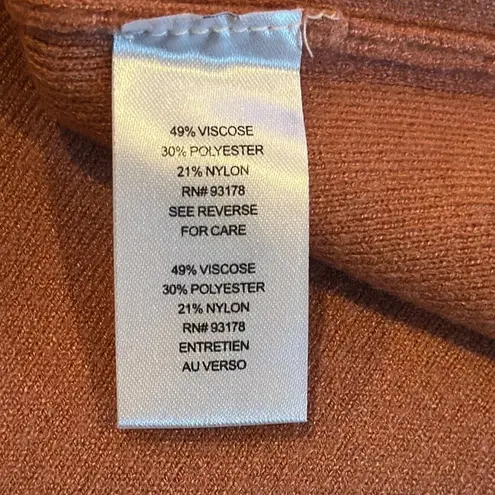 49% VISCOSE
30% POLYESTER
21% NYLON
RN# 93178
SEE REVERSE
FOR CARE
49% VISCOSE
30% POLYESTER
21% NYLON
RN# 93178
ENTRETIEN
AU VERSO